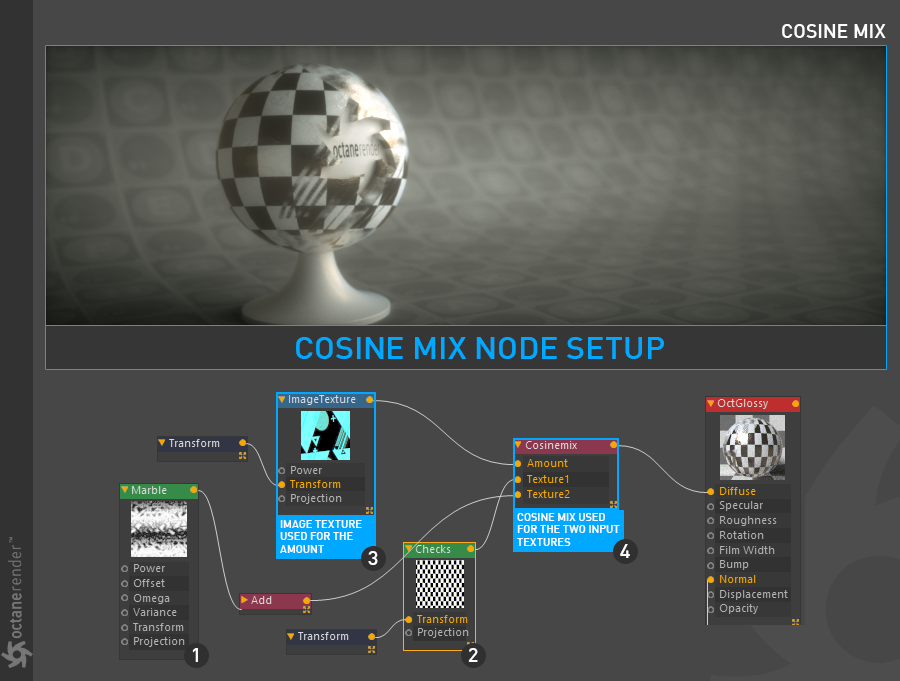 COSINE MIX
octanerender
COSINE MIX NODE SETUP
ImageTexture
Power
Transform
Projection
IMAGE TEXTURE
USED FOR THE
AMOUNT
3
Transform
Marble
Power
Offset
Omega
Variance
Transform
Projection
1
Add
Transform
Checks
Transform
Projection
2
Cosinemix
Amount
Texture1
Texture2
COSINE MIX USED
FOR THE TWO INPUT
TEXTURES
4
OctGlossy
Diffuse
Specular
Roughness
Rotation
Film Width
Bump
Normal
Displacement
Opacity
octanerender™